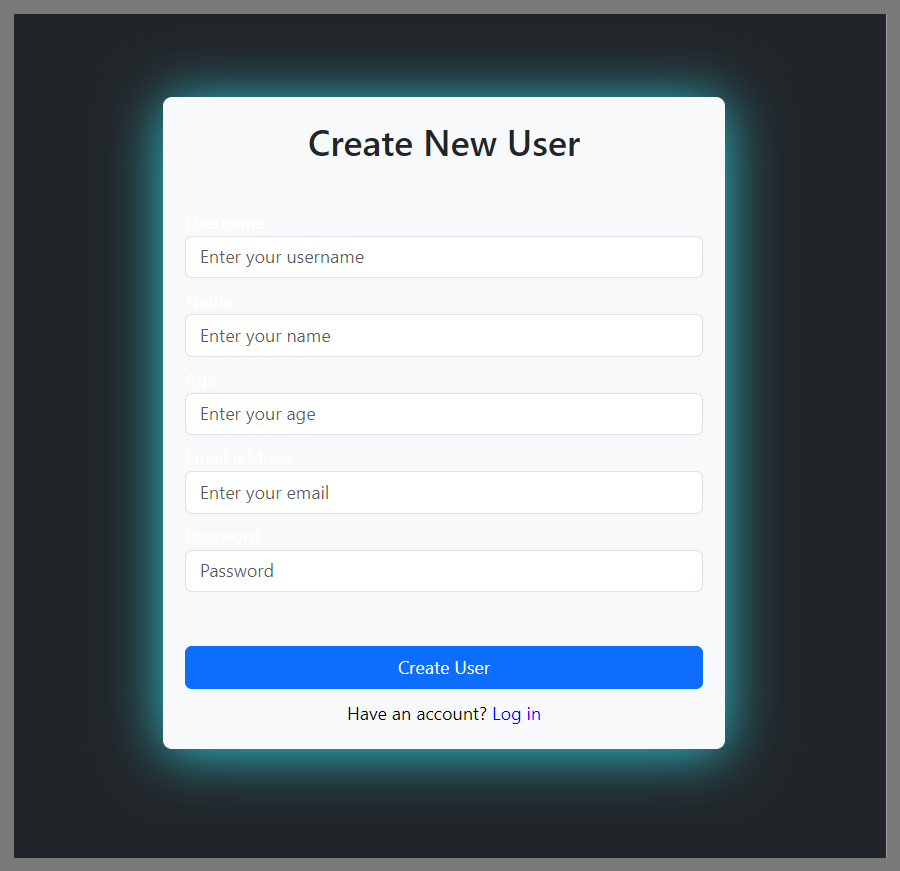 Create New User
Username
Enter your username
Name
Enter your name
Age
Enter your age
Email address
Enter your email
Password
Password
Create User
Have an account? Log in